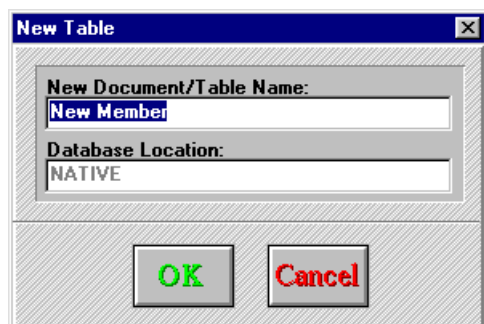 New Table
New Document/Table Name:
New Member
Database Location:
NATIVE
OK
Cancel